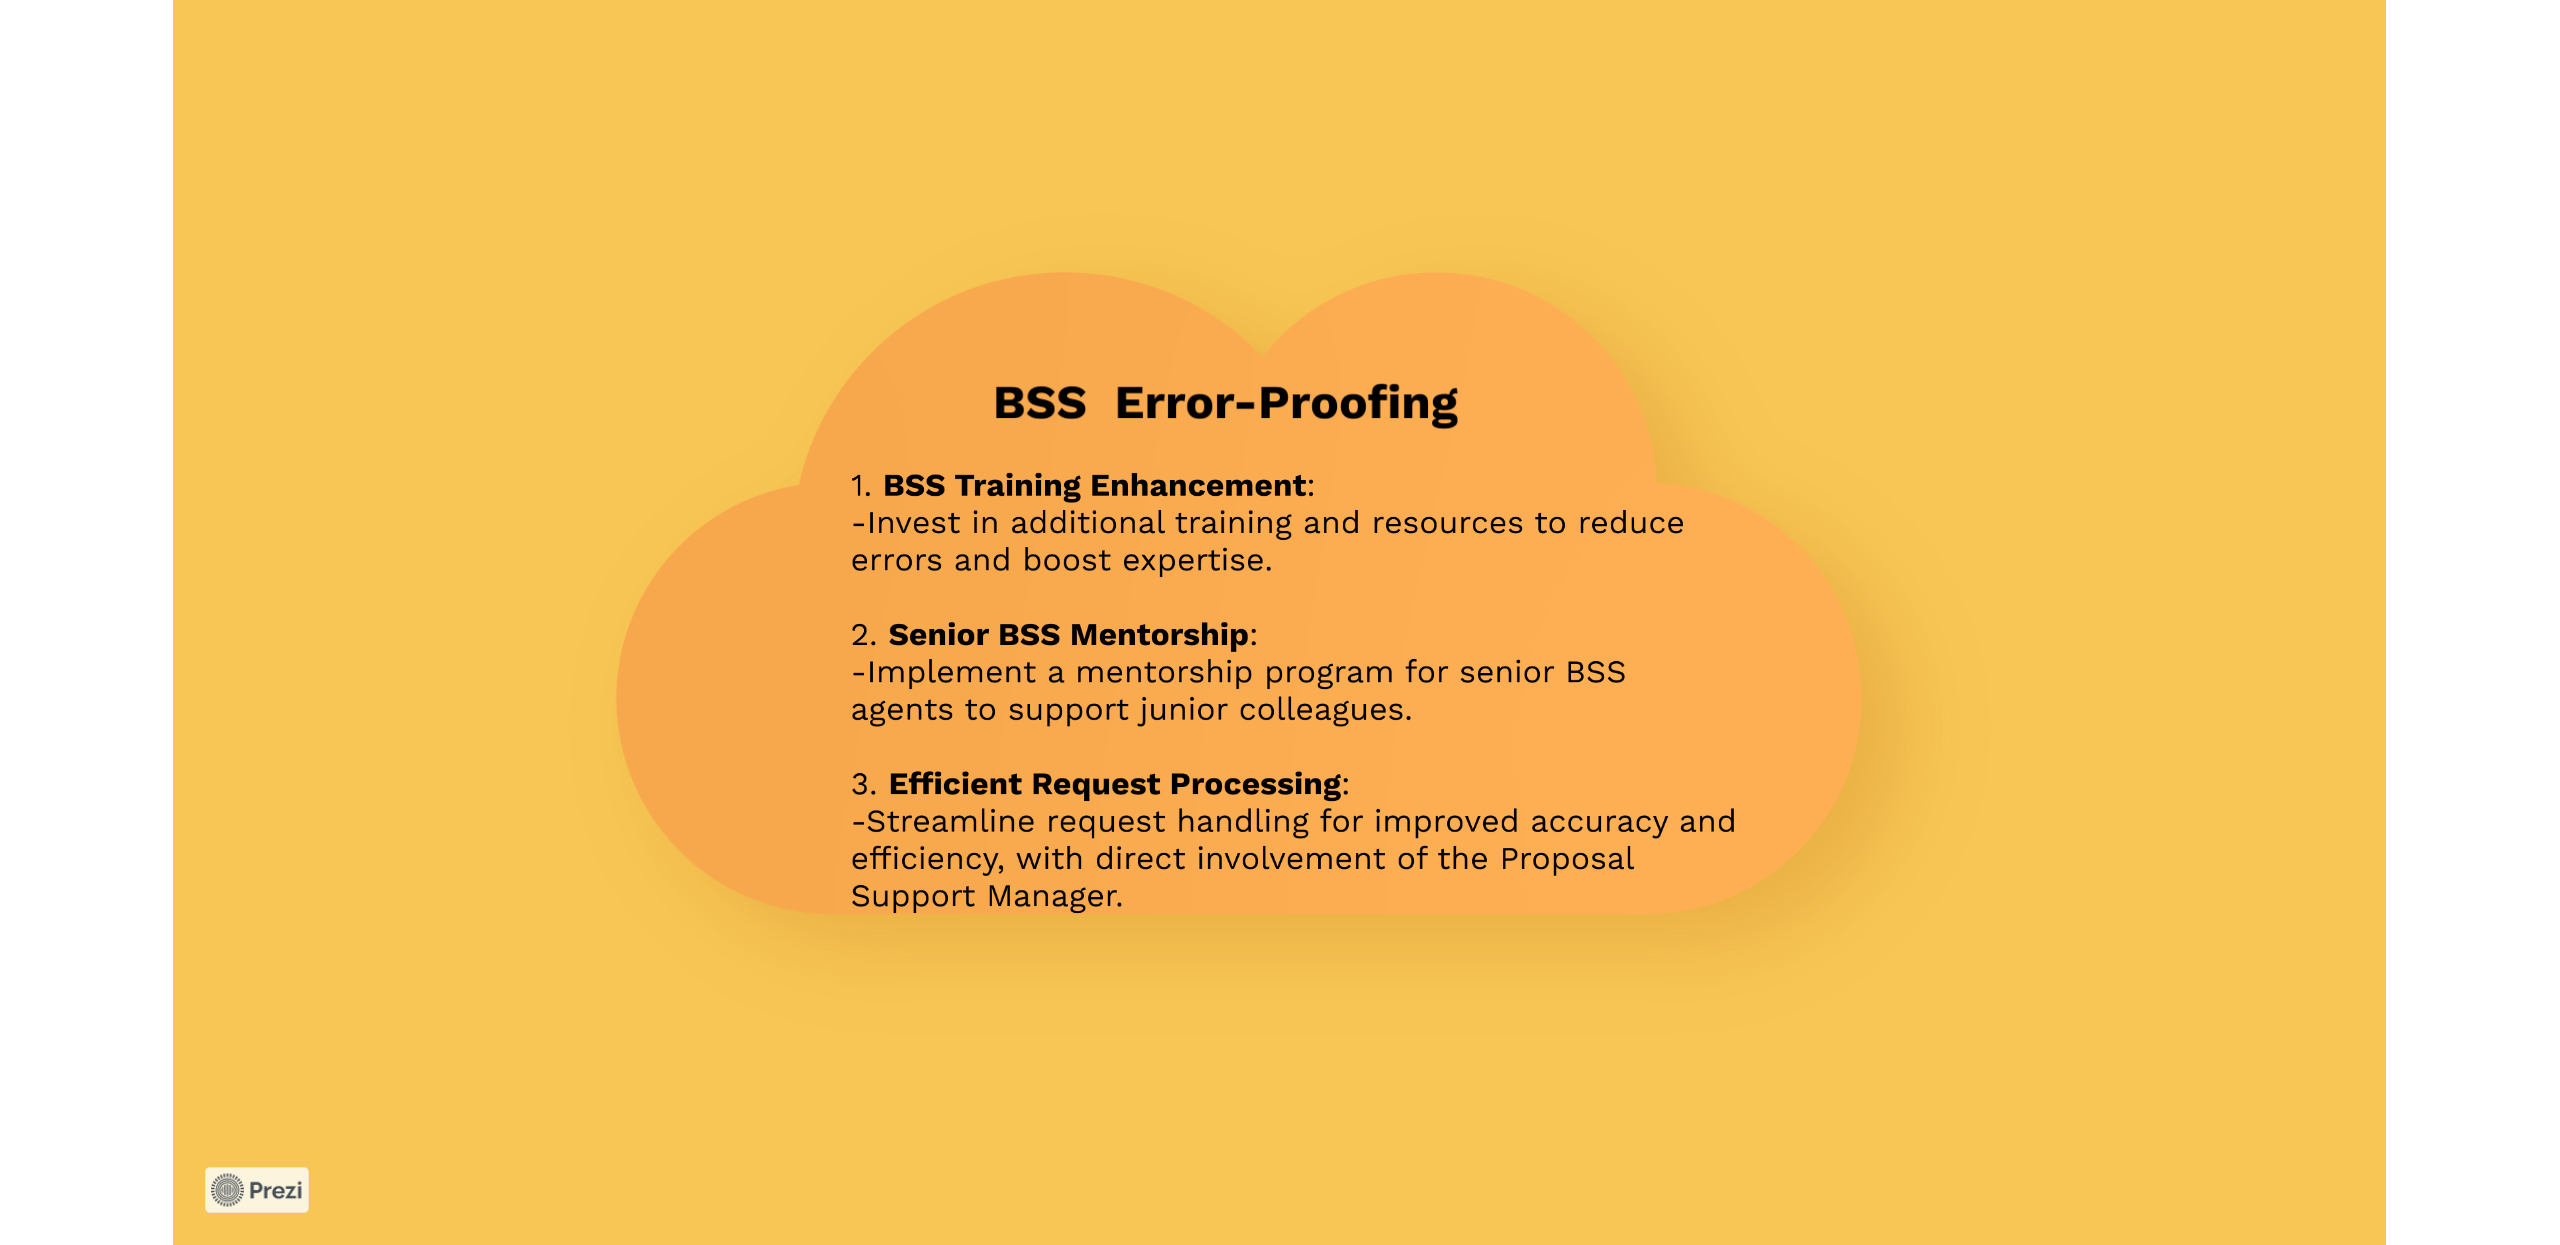 BSS  Error-Proofing
1. BSS Training Enhancement:
-Invest in additional training and resources to reduce
errors and boost expertise.
2. Senior BSS Mentorship:
-Implement a mentorship program for senior BSS
agents to support junior colleagues.
3. Efficient Request Processing:
-Streamline request handling for improved accuracy and
efficiency, with direct involvement of the Proposal
Support Manager.
Prezi